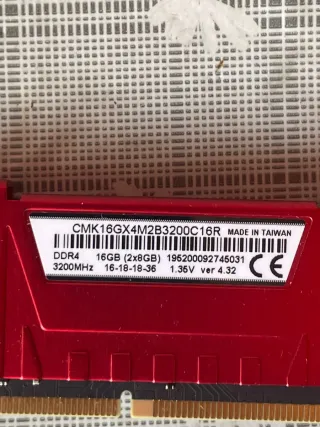 CMK16GX4M2B3200C16R MADE IN TAIWAN
DDR4 16GB (2x8GB) 195200092745031
3200MHz 16-18-18-36 1.35V ver 4.32 CE